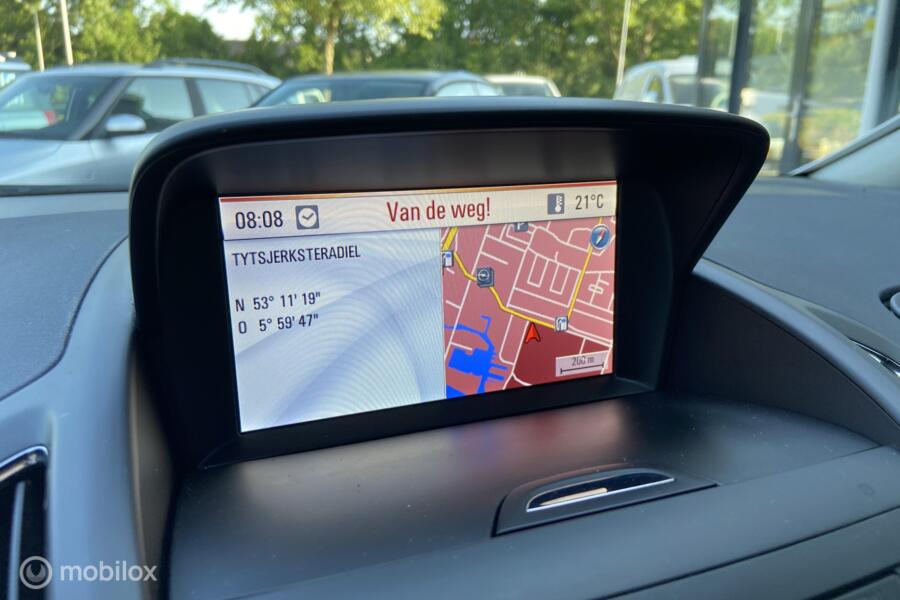 08:08
Van de weg!
21°C
TYTSJERKSTERADIEL
N 53° 11' 19"
O 5° 59' 47"
200 m
mobilox